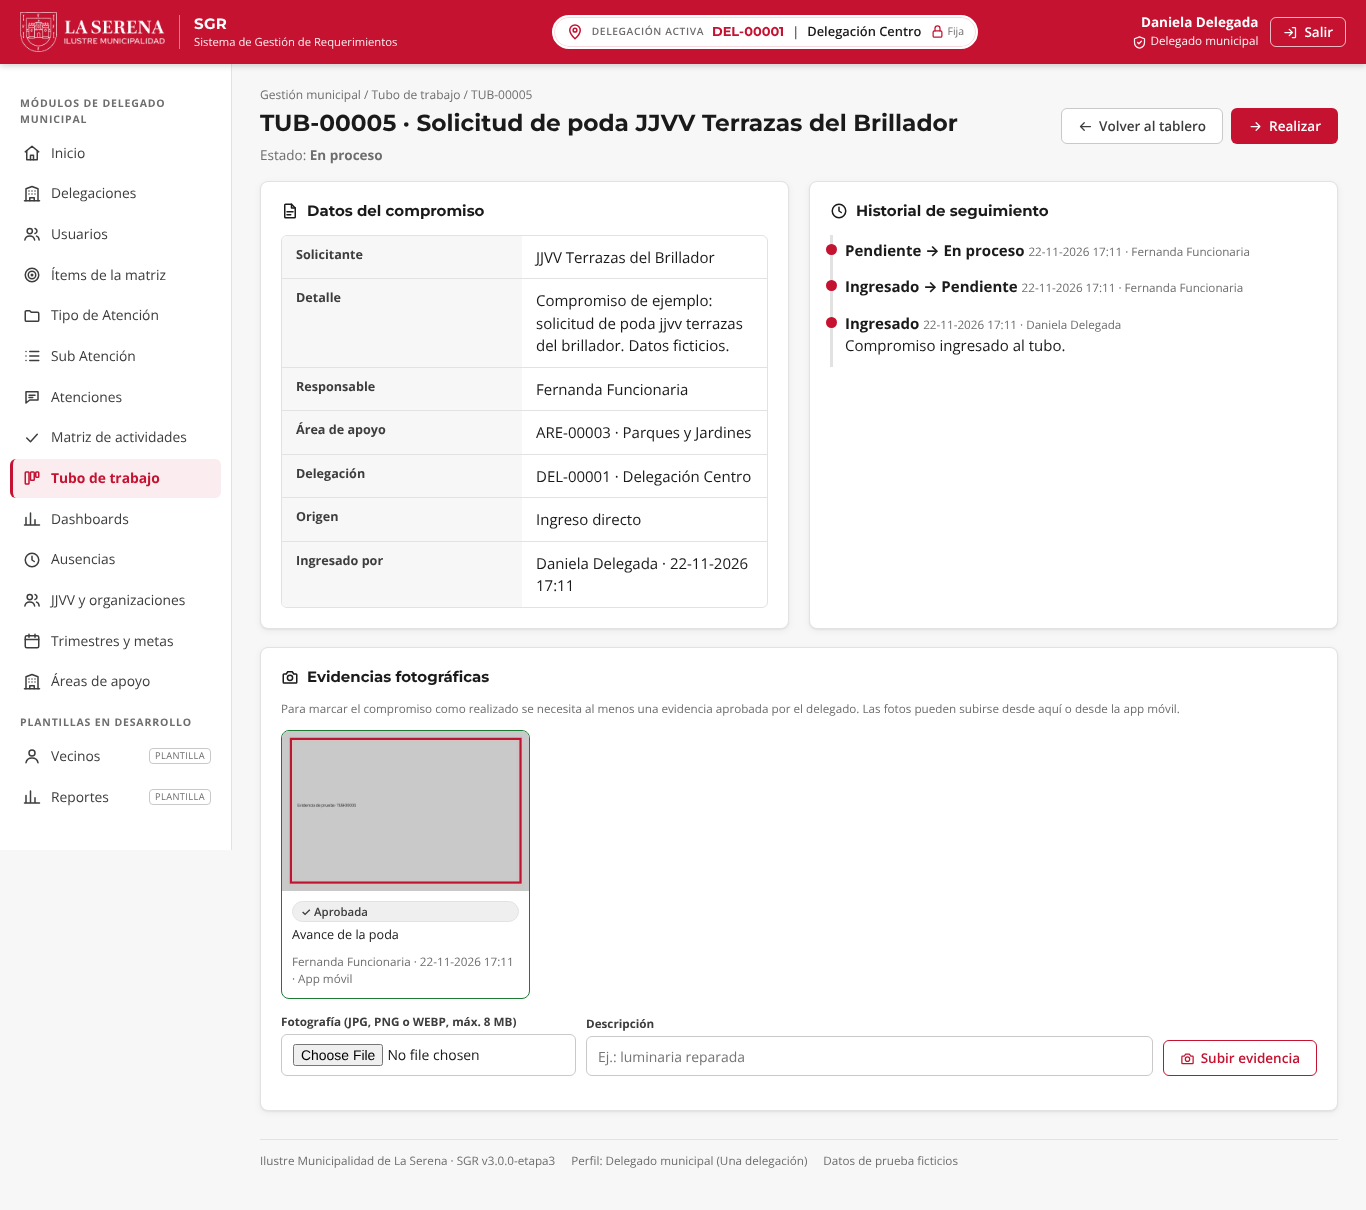 LA SERENA
ILUSTRE MUNICIPALIDAD
SGR
Sistema de Gestión de Requerimientos
DELEGACIÓN ACTIVA DEL-00001 | Delegación Centro Fija
Daniela Delegada
Delegado municipal
Salir
MÓDULOS DE DELEGADO
MUNICIPAL
Inicio
Delegaciones
Usuarios
Ítems de la matriz
Tipo de Atención
Sub Atención
Atenciones
Matriz de actividades
Tubo de trabajo
Dashboards
Ausencias
JJVV y organizaciones
Trimestres y metas
Áreas de apoyo
PLANTILLAS EN DESARROLLO
Vecinos PLANTILLA
Reportes PLANTILLA
Gestión municipal / Tubo de trabajo / TUB-00005
TUB-00005 · Solicitud de poda JJVV Terrazas del Brillador
Estado: En proceso
← Volver al tablero
→ Realizar
Datos del compromiso
Solicitante JJVV Terrazas del Brillador
Detalle Compromiso de ejemplo:
solicitud de poda jjvv terrazas
del brillador. Datos ficticios.
Responsable Fernanda Funcionaria
Área de apoyo ARE-00003 · Parques y Jardines
Delegación DEL-00001 · Delegación Centro
Origen Ingreso directo
Ingresado por Daniela Delegada · 22-11-2026
17:11
Historial de seguimiento
Pendiente → En proceso 22-11-2026 17:11 · Fernanda Funcionaria
Ingresado → Pendiente 22-11-2026 17:11 · Fernanda Funcionaria
Ingresado 22-11-2026 17:11 · Daniela Delegada
Compromiso ingresado al tubo.
Evidencias fotográficas
Para marcar el compromiso como realizado se necesita al menos una evidencia aprobada por el delegado. Las fotos pueden subirse desde aquí o desde la app móvil.
Evidencia de prueba · TUB-00005
✓ Aprobada
Avance de la poda
Fernanda Funcionaria · 22-11-2026 17:11
· App móvil
Fotografía (JPG, PNG o WEBP, máx. 8 MB)
Choose File No file chosen
Descripción
Ej.: luminaria reparada
Subir evidencia
Ilustre Municipalidad de La Serena · SGR v3.0.0-etapa3 Perfil: Delegado municipal (Una delegación) Datos de prueba ficticios